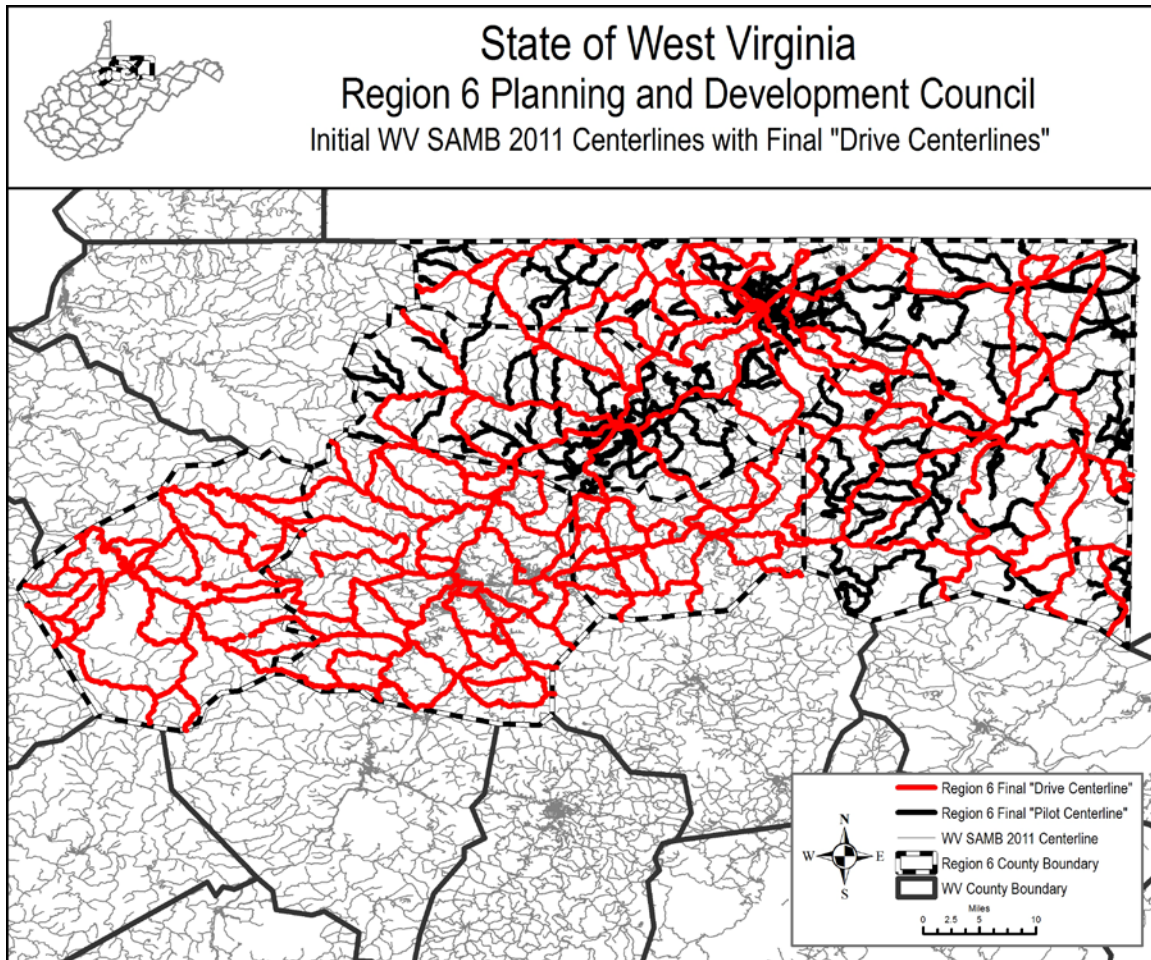 State of West Virginia
Region 6 Planning and Development Council
Initial WV SAMB 2011 Centerlines with Final "Drive Centerlines"
Region 6 Final "Drive Centerline"
Region 6 Final "Pilot Centerline"
WV SAMB 2011 Centerline
Region 6 County Boundary
WV County Boundary
N
W E
S
Miles
0 2.5 5 10